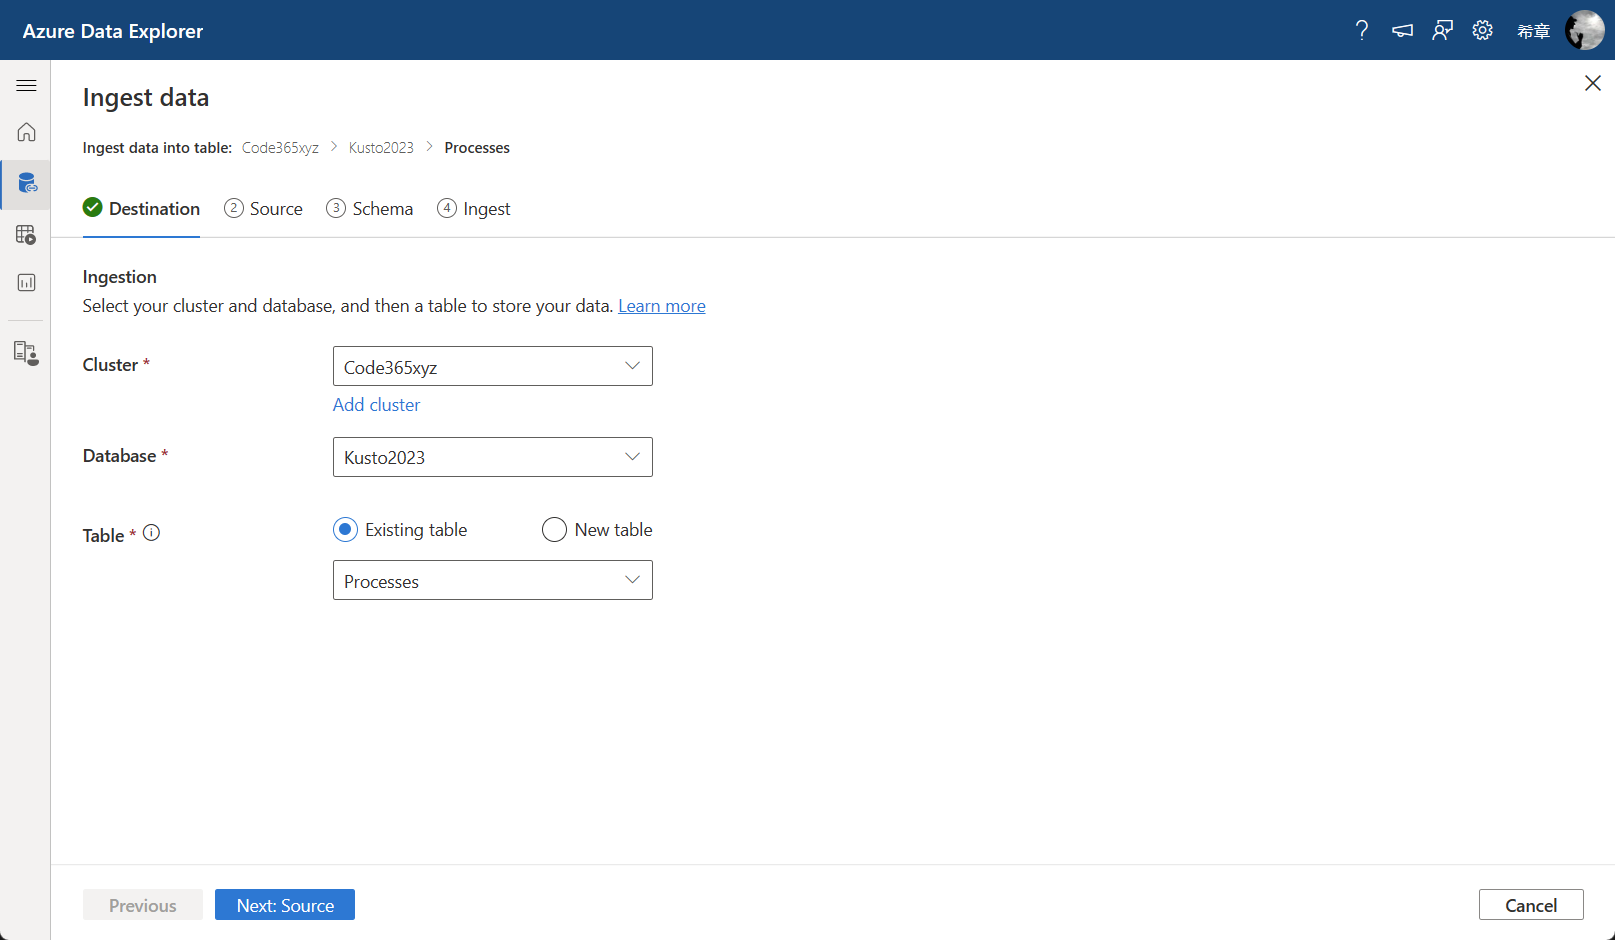 Azure Data Explorer
希章
Ingest data
Ingest data into table: Code365xyz > Kusto2023 > Processes
Destination 2 Source 3 Schema 4 Ingest
Ingestion
Select your cluster and database, and then a table to store your data. Learn more
Cluster * Code365xyz
Add cluster
Database * Kusto2023
Table * Existing table New table
Processes
Previous Next: Source Cancel